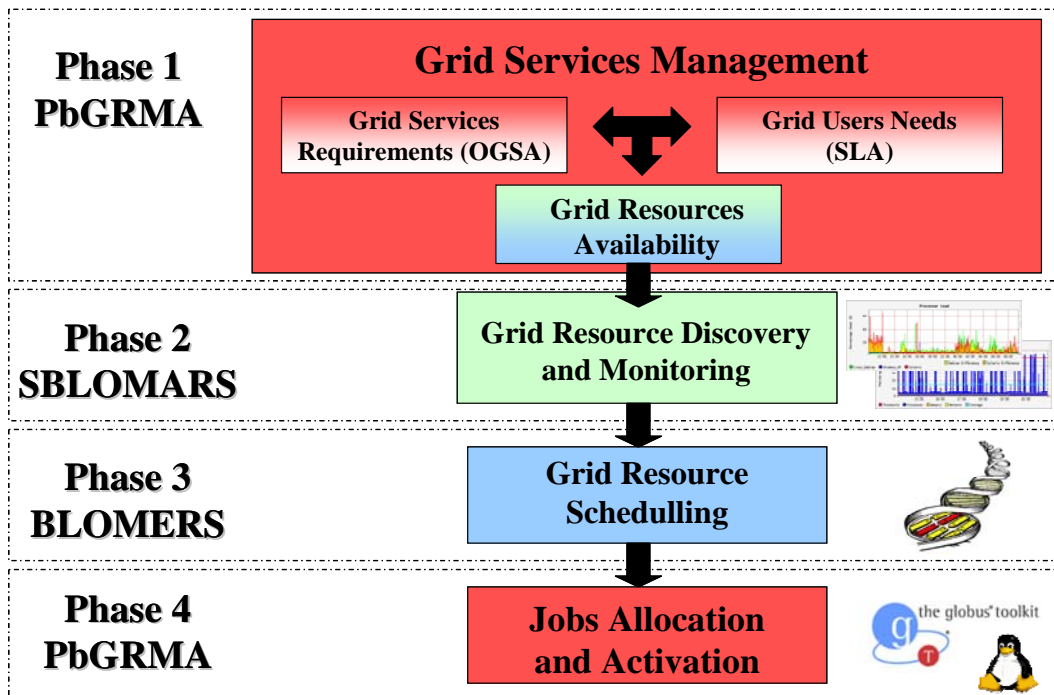 Phase 1
PbGRMA
Grid Services Management
Grid Services
Requirements (OGSA)
Grid Users Needs
(SLA)
Grid Resources
Availability
Phase 2
SBLOMARS
Grid Resource Discovery
and Monitoring
Processor Load
Phase 3
BLOMERS
Grid Resource
Schedulling
Phase 4
PbGRMA
Jobs Allocation
and Activation
the globus toolkit
g
T